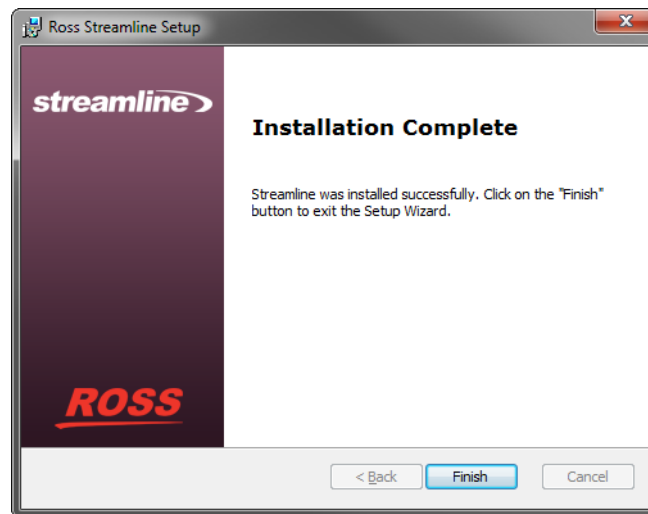 Ross Streamline Setup
streamline
Installation Complete
Streamline was installed successfully. Click on the "Finish"
button to exit the Setup Wizard.
ROSS
< Back
Finish
Cancel